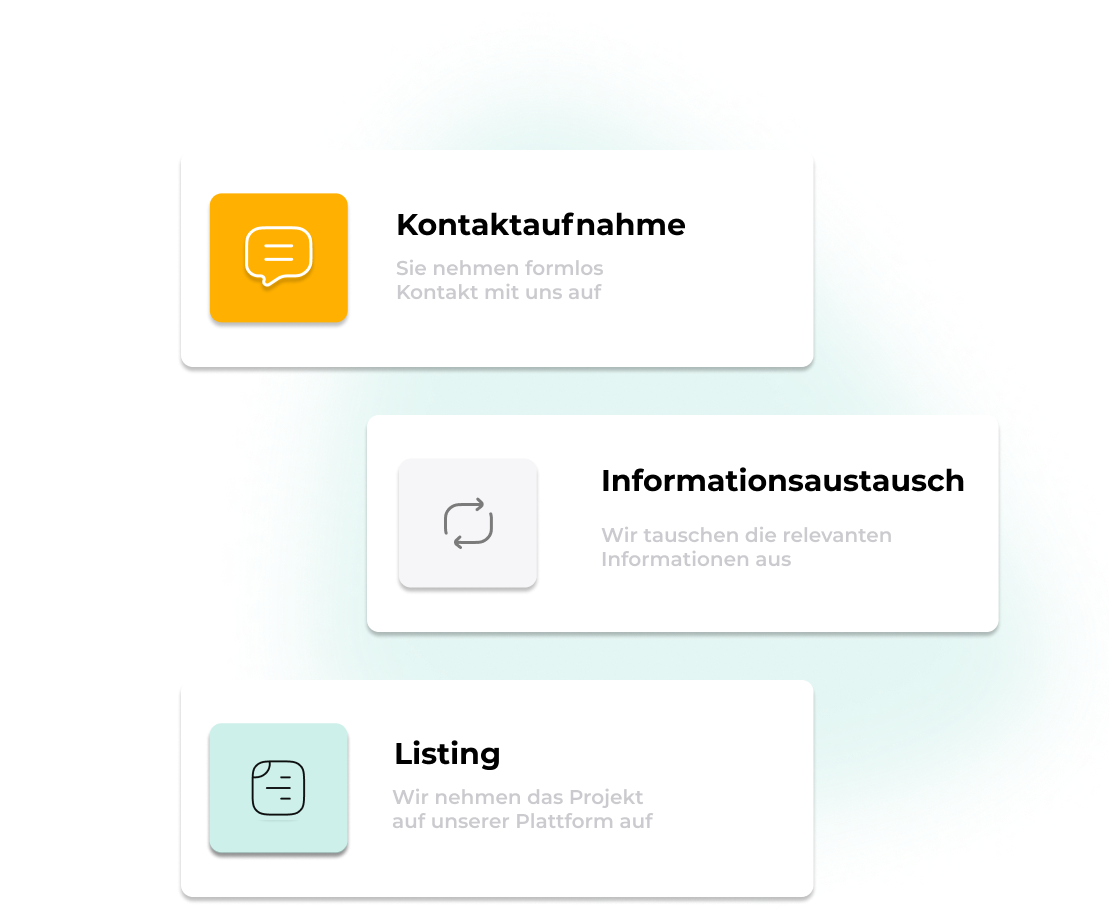 Kontaktaufnahme
Sie nehmen formlos
Kontakt mit uns auf
Informationsaustausch
Wir tauschen die relevanten
Informationen aus
Listing
Wir nehmen das Projekt
auf unserer Plattform auf